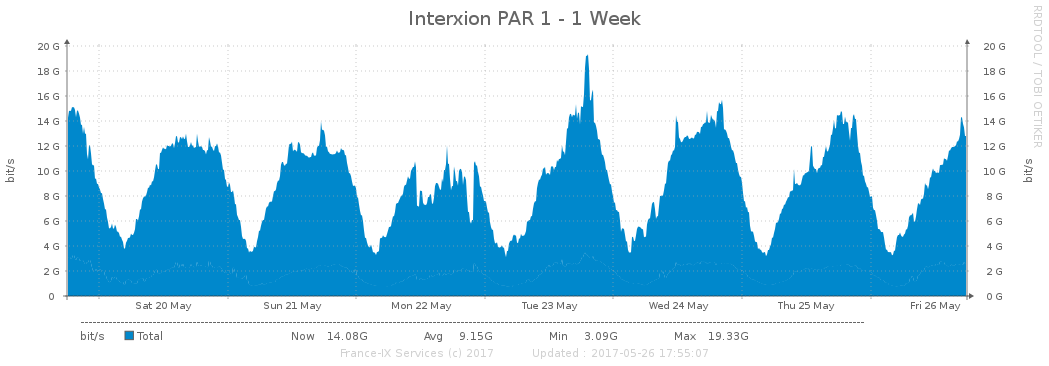 Interxion PAR 1 - 1 Week
RRDTOOL / TOBI OETIKER
20 G 20 G
18 G 18 G
16 G 16 G
14 G 14 G
12 G 12 G
10 G 10 G
8 G 8 G
6 G 6 G
4 G 4 G
2 G 2 G
0 0 G
bit/s bit/s
Sat 20 May Sun 21 May Mon 22 May Tue 23 May Wed 24 May Thu 25 May Fri 26 May
bit/s Total Now 14.08G Avg 9.15G Min 3.09G Max 19.33G
France-IX Services (c) 2017 Updated : 2017-05-26 17:55:07